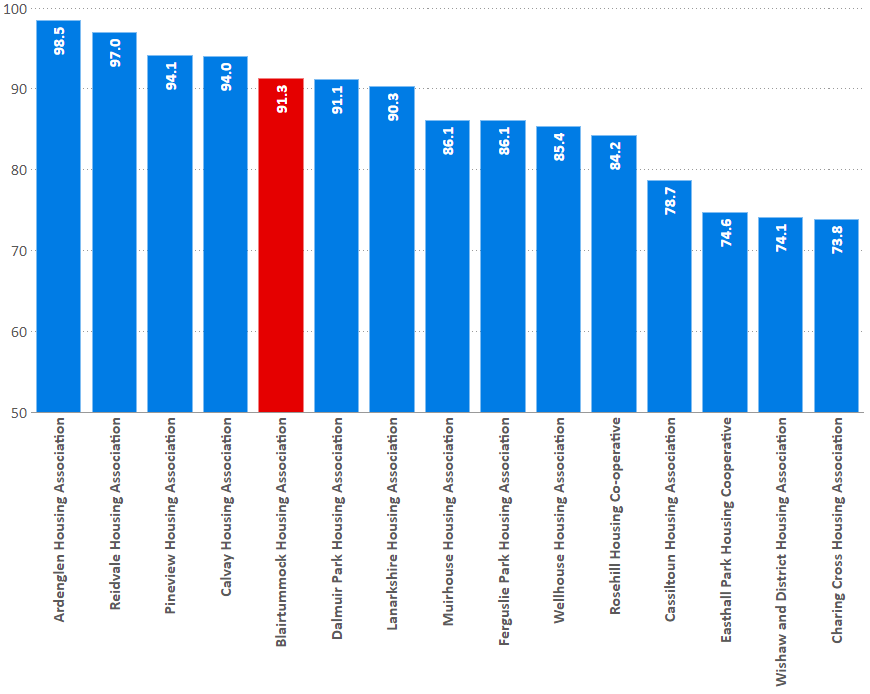 100
90
80
70
60
50
98.5
97.0
94.1
94.0
91.3
91.1
90.3
86.1
86.1
85.4
84.2
78.7
74.6
74.1
73.8
Ardenglen Housing Association
Reidvale Housing Association
Pineview Housing Association
Calvay Housing Association
Blairtummock Housing Association
Dalmuir Park Housing Association
Lanarkshire Housing Association
Muirhouse Housing Association
Ferguslie Park Housing Association
Wellhouse Housing Association
Rosehill Housing Co-operative
Cassiltoun Housing Association
Easthall Park Housing Cooperative
Wishaw and District Housing Association
Charing Cross Housing Association